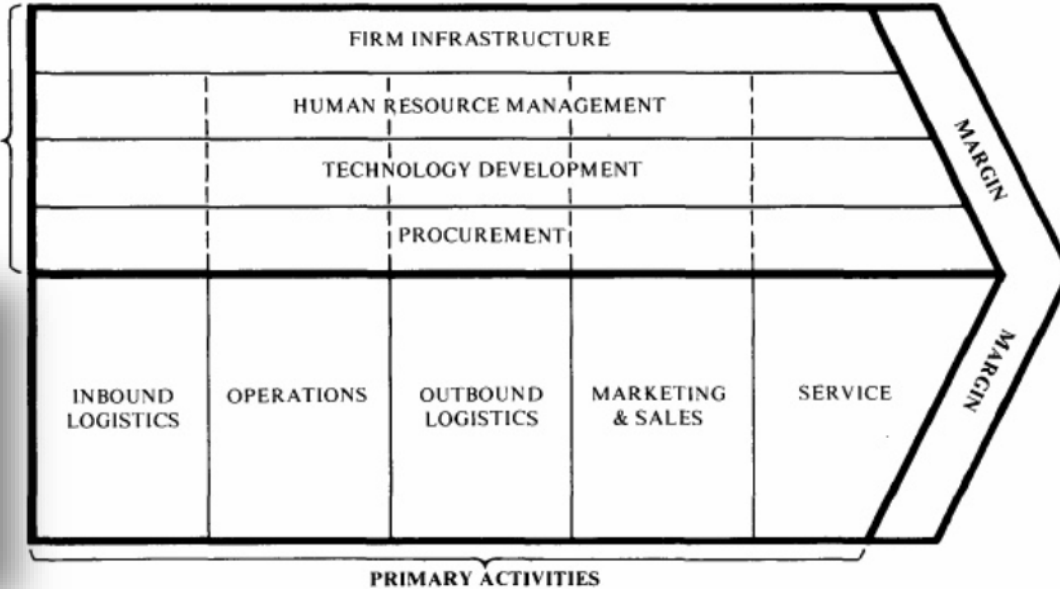 FIRM INFRASTRUCTURE
HUMAN RESOURCE MANAGEMENT
TECHNOLOGY DEVELOPMENT
PROCUREMENT
MARGIN
MARGIN
INBOUND
LOGISTICS
OPERATIONS
OUTBOUND
LOGISTICS
MARKETING
& SALES
SERVICE
PRIMARY ACTIVITIES